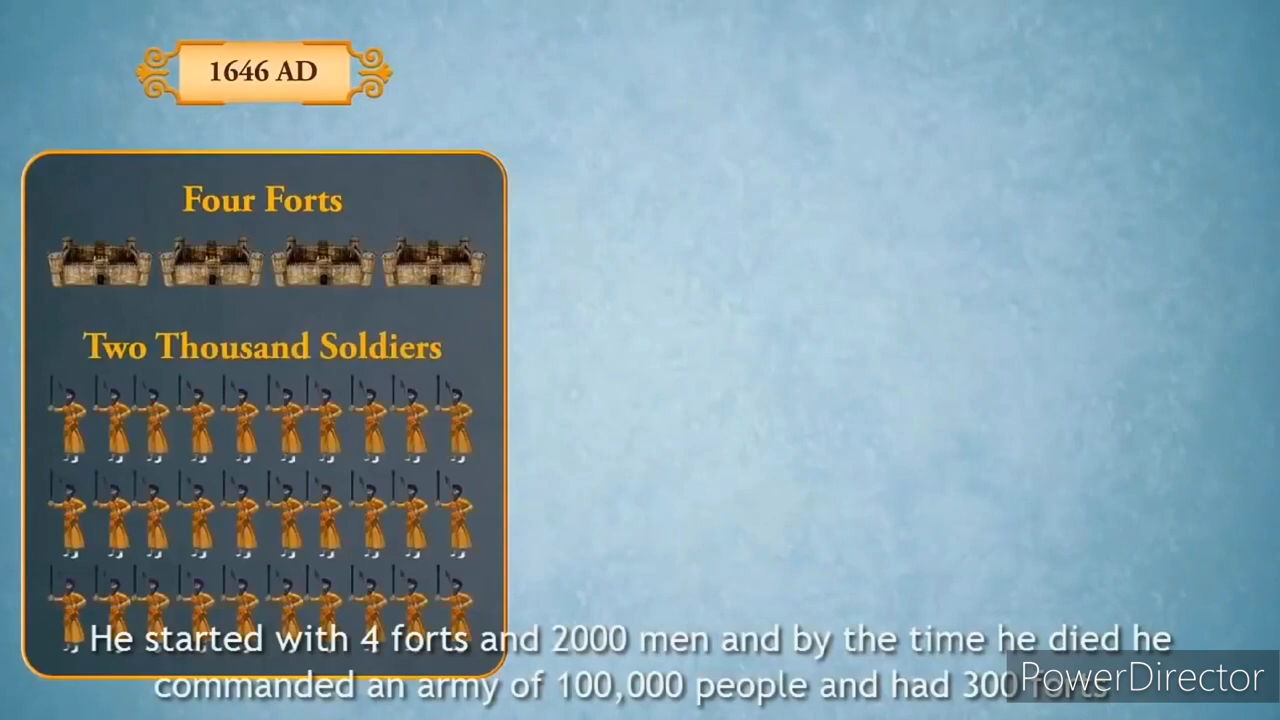 1646 AD
Four Forts
Two Thousand Soldiers
He started with 4 forts and 2000 men and by the time he died he
commanded an army of 100,000 people and had 300 forts
PowerDirector